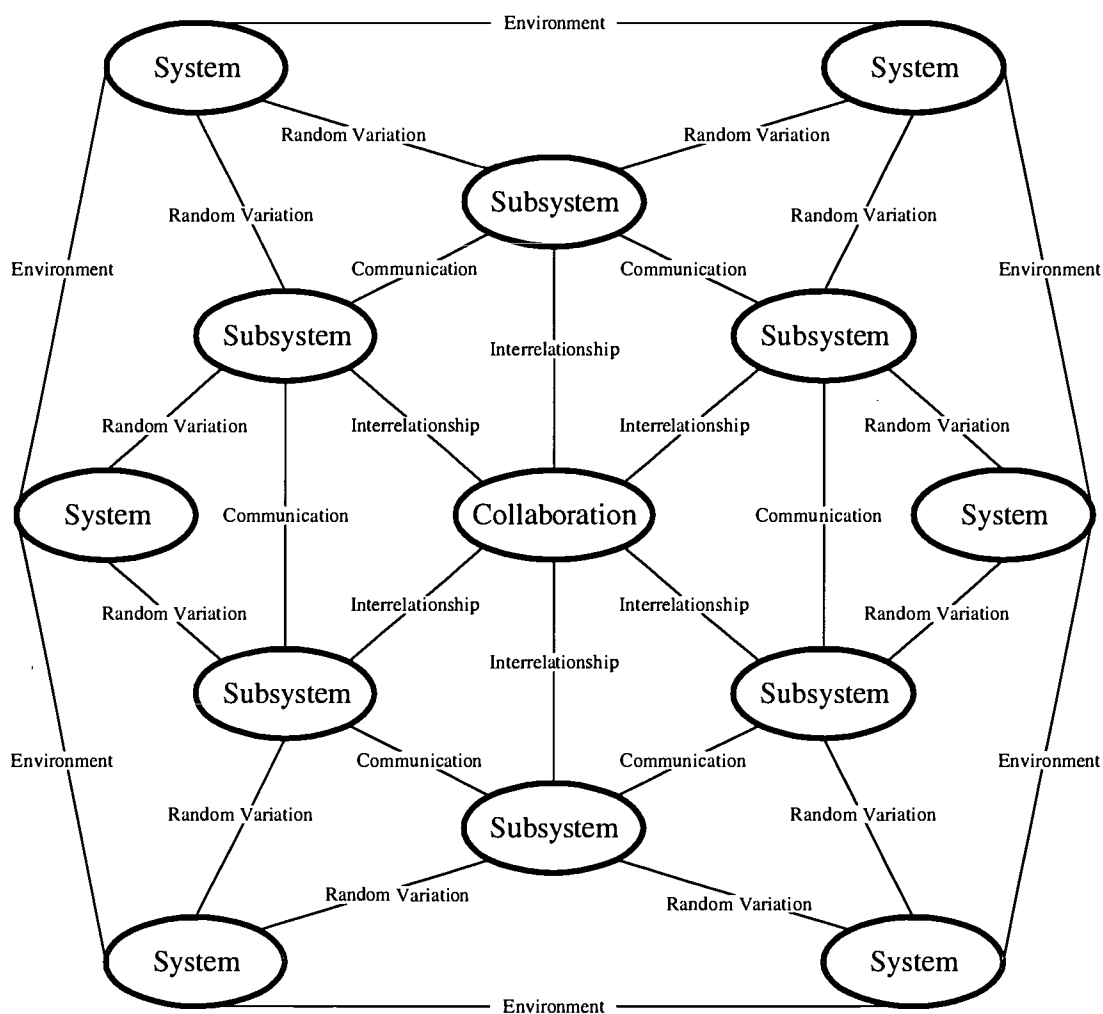 Environment
System
System
Random Variation
Random Variation
Subsystem
Random Variation
Random Variation
Environment
Communication
Communication
Environment
Subsystem
Subsystem
Interrelationship
Random Variation
Interrelationship
Interrelationship
Random Variation
System
Communication
Collaboration
Communication
System
Random Variation
Interrelationship
Interrelationship
Random Variation
Interrelationship
Subsystem
Subsystem
Environment
Communication
Communication
Environment
Random Variation
Random Variation
Subsystem
Random Variation
Random Variation
System
System
Environment